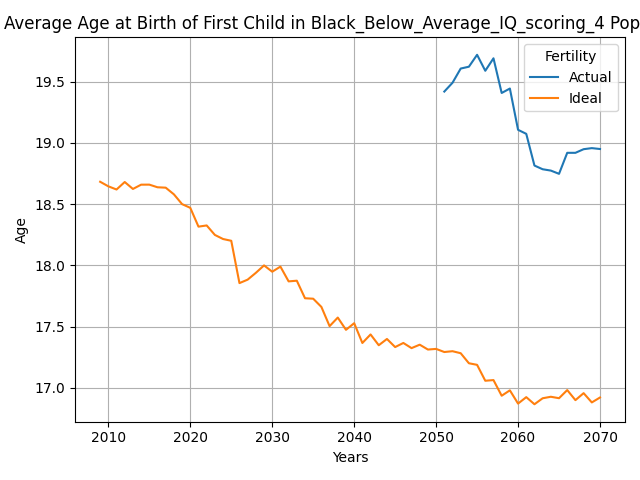 Average Age at Birth of First Child in Black_Below_Average_IQ_scoring_4 Pop
Fertility
Actual
Ideal
19.5
19.0
18.5
18.0
17.5
17.0
Age
2010 2020 2030 2040 2050 2060 2070
Years